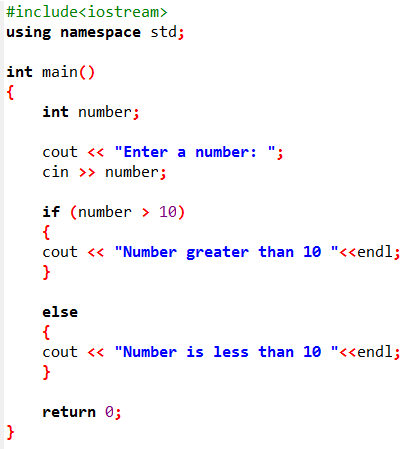 #include<iostream>
using namespace std;
int main()
{
int number;
cout << "Enter a number: ";
cin >> number;
if (number > 10)
{
cout << "Number greater than 10 "<<endl;
}
else
{
cout << "Number is less than 10 "<<endl;
}
return 0;
}